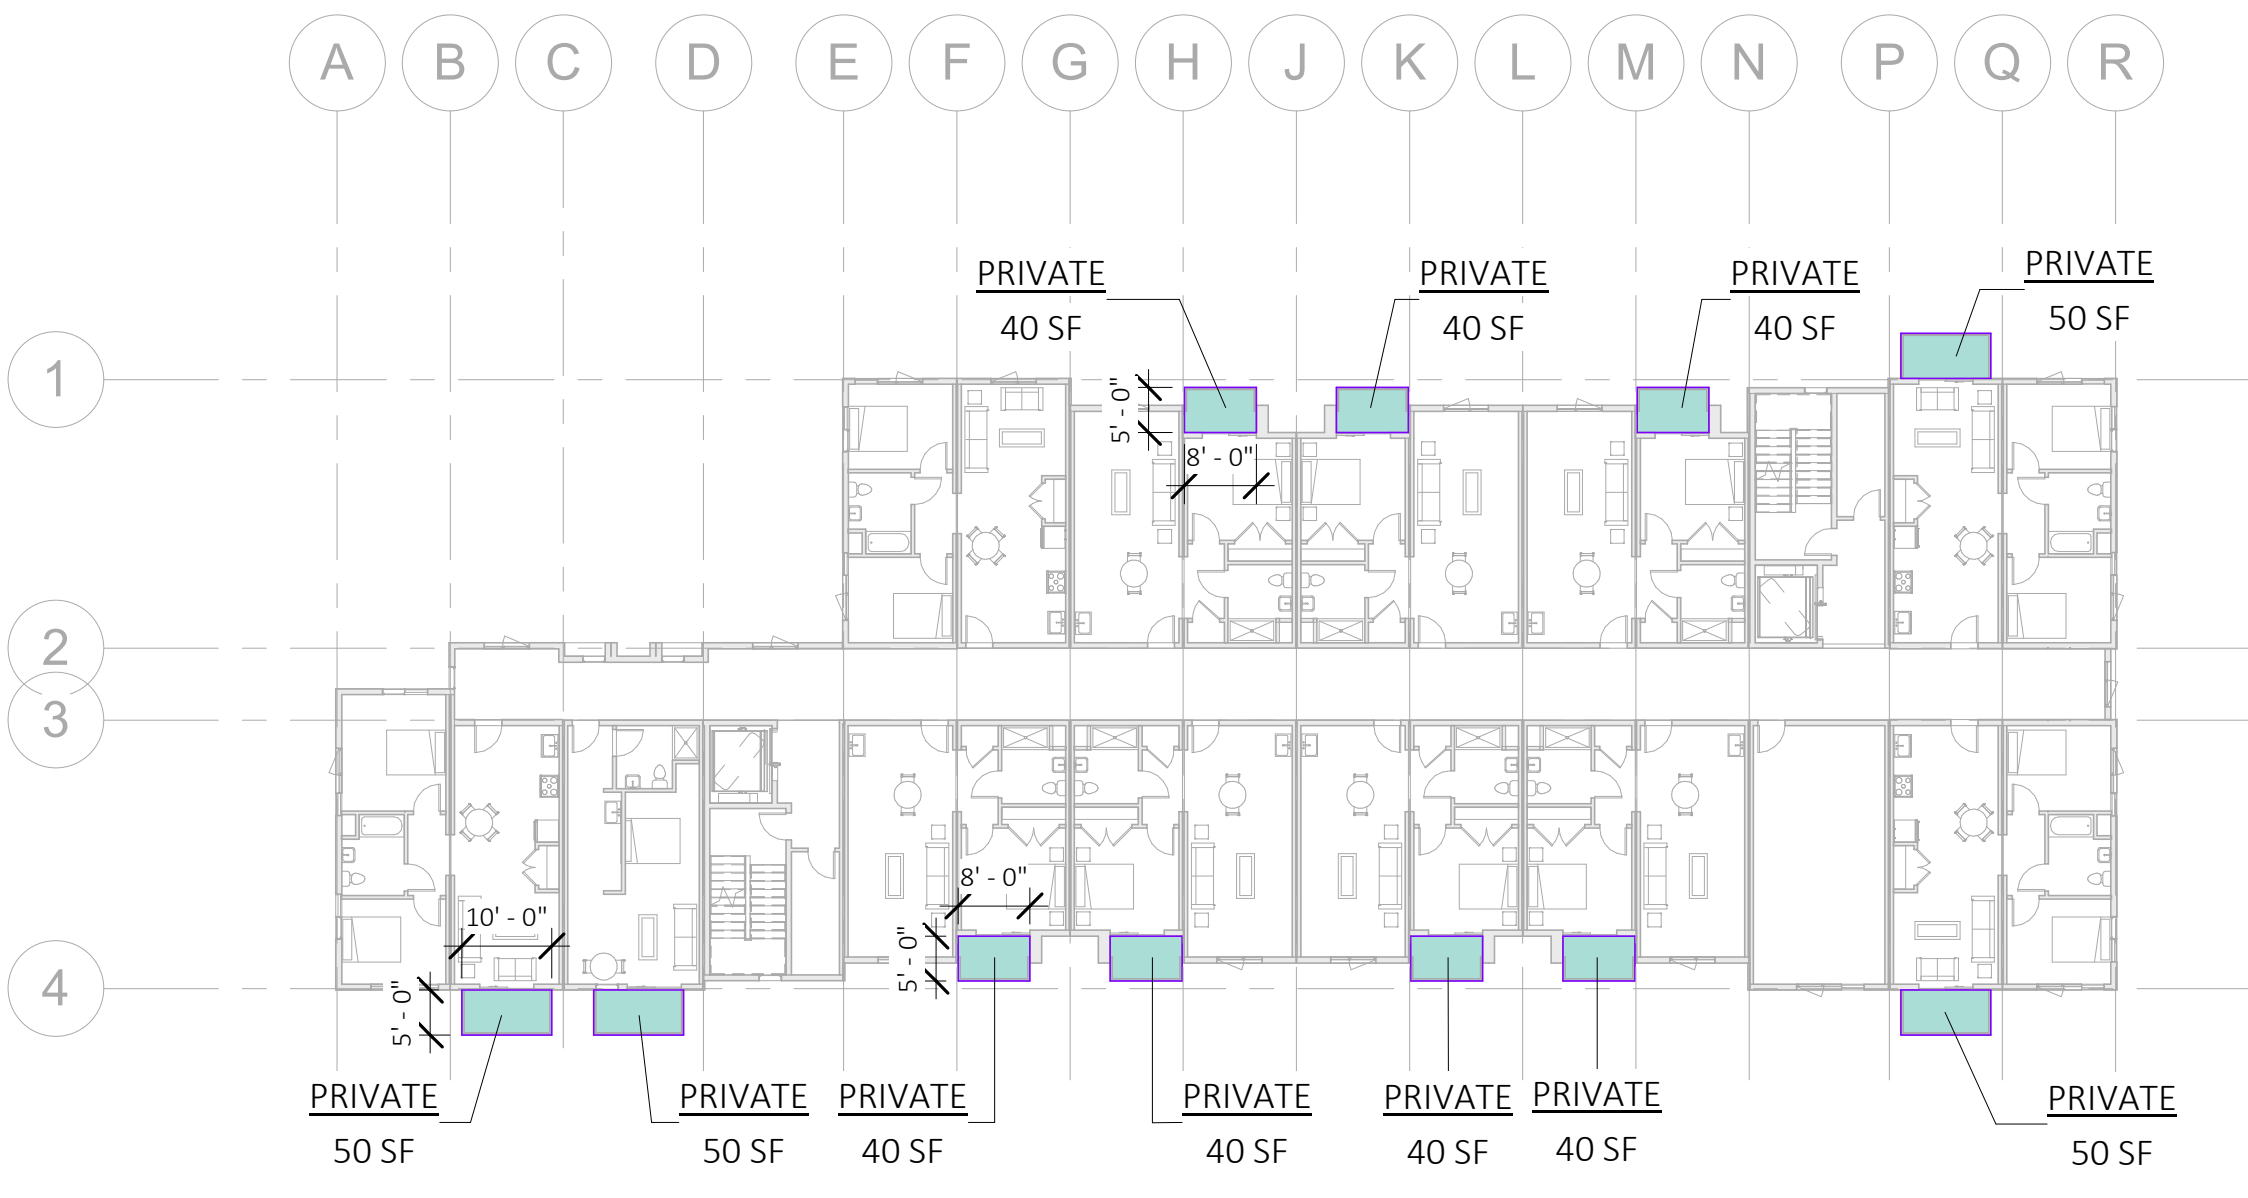 A B C D E F G H J K L M N P Q R
PRIVATE
40 SF
PRIVATE
40 SF
PRIVATE
40 SF
PRIVATE
50 SF
1
5' - 0"
8' - 0"
2
3
8' - 0"
5' - 0"
10' - 0"
5' - 0"
4
PRIVATE
50 SF
PRIVATE
50 SF
PRIVATE
40 SF
PRIVATE
40 SF
PRIVATE
40 SF
PRIVATE
40 SF
PRIVATE
50 SF